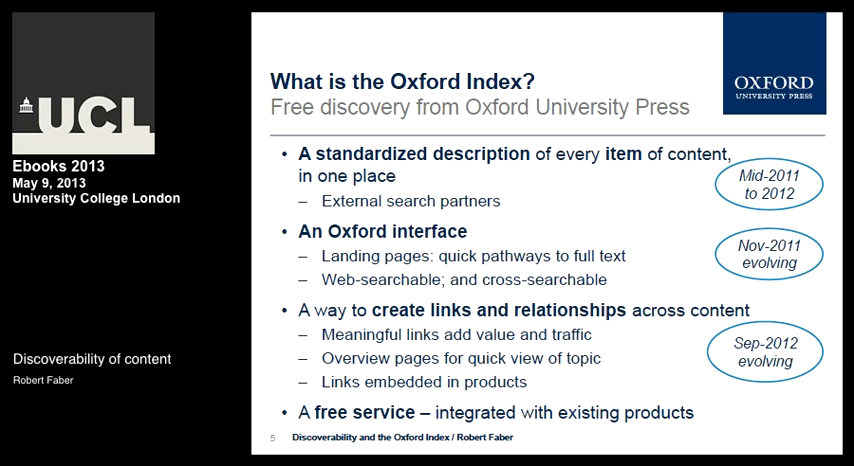 UCL
Ebooks 2013
May 9, 2013
University College London
Discoverability of content
Robert Faber
OXFORD
UNIVERSITY PRESS
What is the Oxford Index?
Free discovery from Oxford University Press
• A standardized description of every item of content,
in one place
– External search partners
Mid-2011
to 2012
• An Oxford interface
– Landing pages: quick pathways to full text
– Web-searchable; and cross-searchable
Nov-2011
evolving
• A way to create links and relationships across content
– Meaningful links add value and traffic
– Overview pages for quick view of topic
– Links embedded in products
Sep-2012
evolving
• A free service – integrated with existing products
5 Discoverability and the Oxford Index / Robert Faber